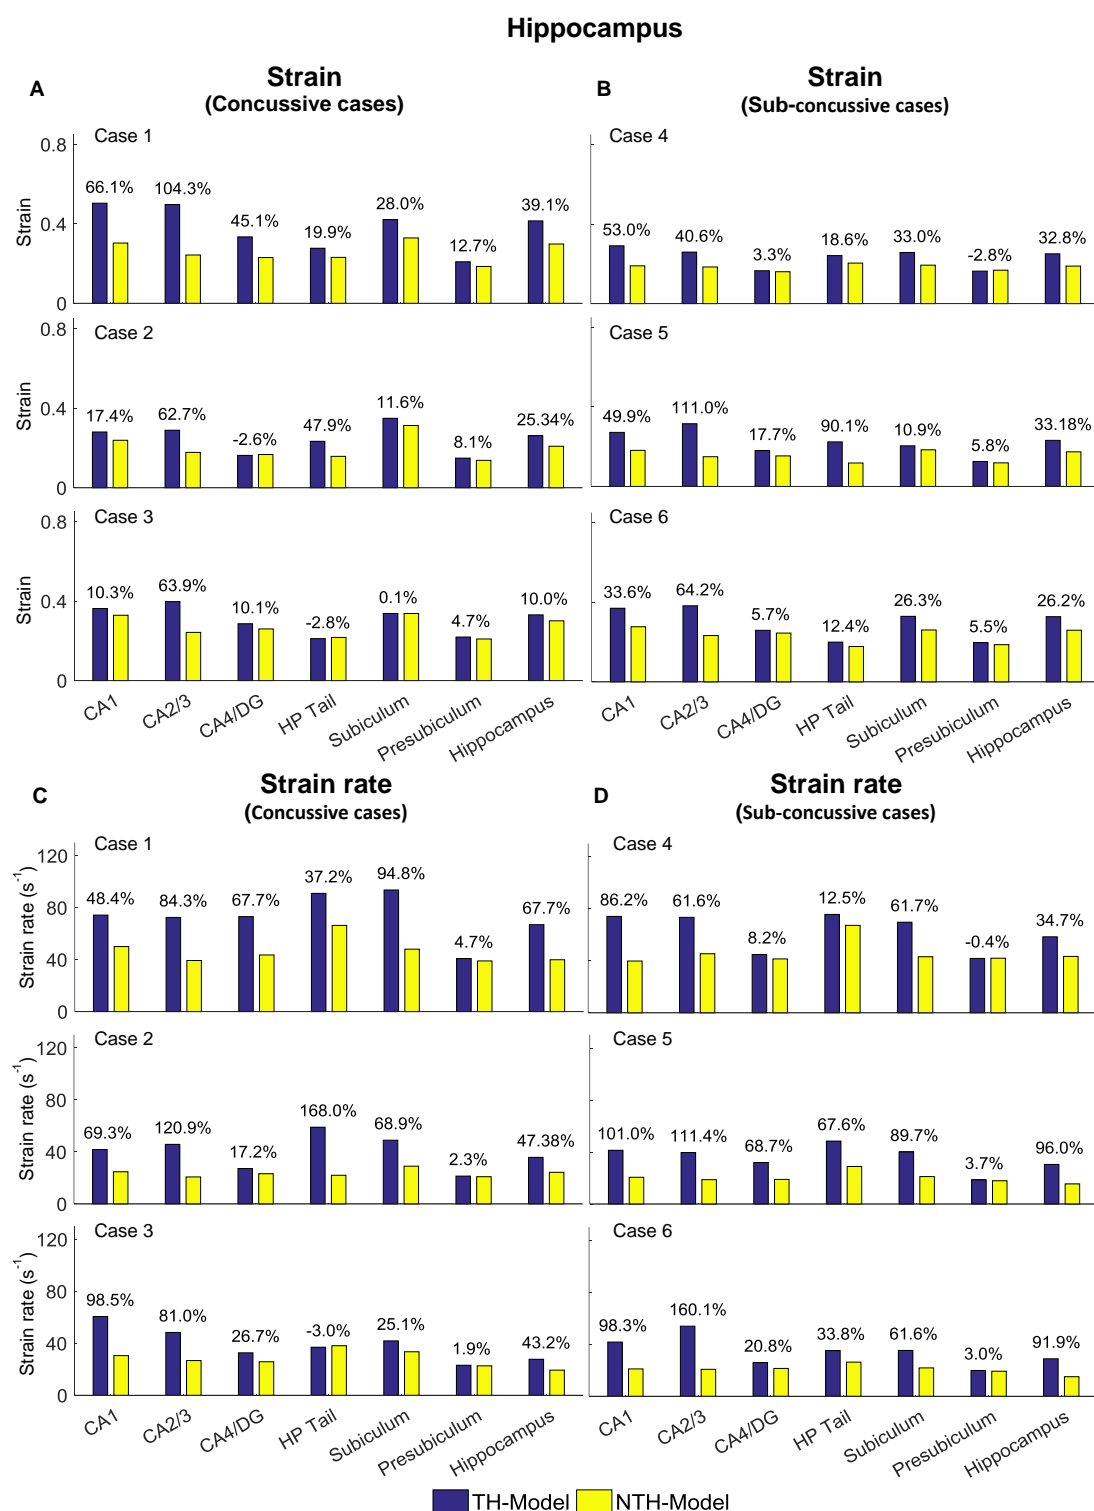 Hippocampus
A
Strain
(Concussive cases)
Case 1
0.8
0.4
0
Strain
66.1%
104.3%
45.1%
19.9%
28.0%
12.7%
39.1%
Case 2
0.8
0.4
0
Strain
17.4%
62.7%
-2.6%
47.9%
11.6%
8.1%
25.34%
Case 3
0.8
0.4
0
Strain
10.3%
63.9%
10.1%
-2.8%
0.1%
4.7%
10.0%
CA1
CA2/3
CA4/DG
HP Tail
Subiculum
Presubiculum
Hippocampus
B
Strain
(Sub-concussive cases)
Case 4
53.0%
40.6%
3.3%
18.6%
33.0%
-2.8%
32.8%
Case 5
49.9%
111.0%
17.7%
90.1%
10.9%
5.8%
33.18%
Case 6
33.6%
64.2%
5.7%
12.4%
26.3%
5.5%
26.2%
CA1
CA2/3
CA4/DG
HP Tail
Subiculum
Presubiculum
Hippocampus
C
Strain rate
(Concussive cases)
Case 1
120
80
40
0
Strain rate (s⁻¹)
48.4%
84.3%
67.7%
37.2%
94.8%
4.7%
67.7%
Case 2
120
80
40
0
Strain rate (s⁻¹)
69.3%
120.9%
17.2%
168.0%
68.9%
2.3%
47.38%
Case 3
120
80
40
0
Strain rate (s⁻¹)
98.5%
81.0%
26.7%
-3.0%
25.1%
1.9%
43.2%
CA1
CA2/3
CA4/DG
HP Tail
Subiculum
Presubiculum
Hippocampus
D
Strain rate
(Sub-concussive cases)
Case 4
86.2%
61.6%
8.2%
12.5%
61.7%
-0.4%
34.7%
Case 5
101.0%
111.4%
68.7%
67.6%
89.7%
3.7%
96.0%
Case 6
98.3%
160.1%
20.8%
33.8%
61.6%
3.0%
91.9%
CA1
CA2/3
CA4/DG
HP Tail
Subiculum
Presubiculum
Hippocampus
TH-Model
NTH-Model